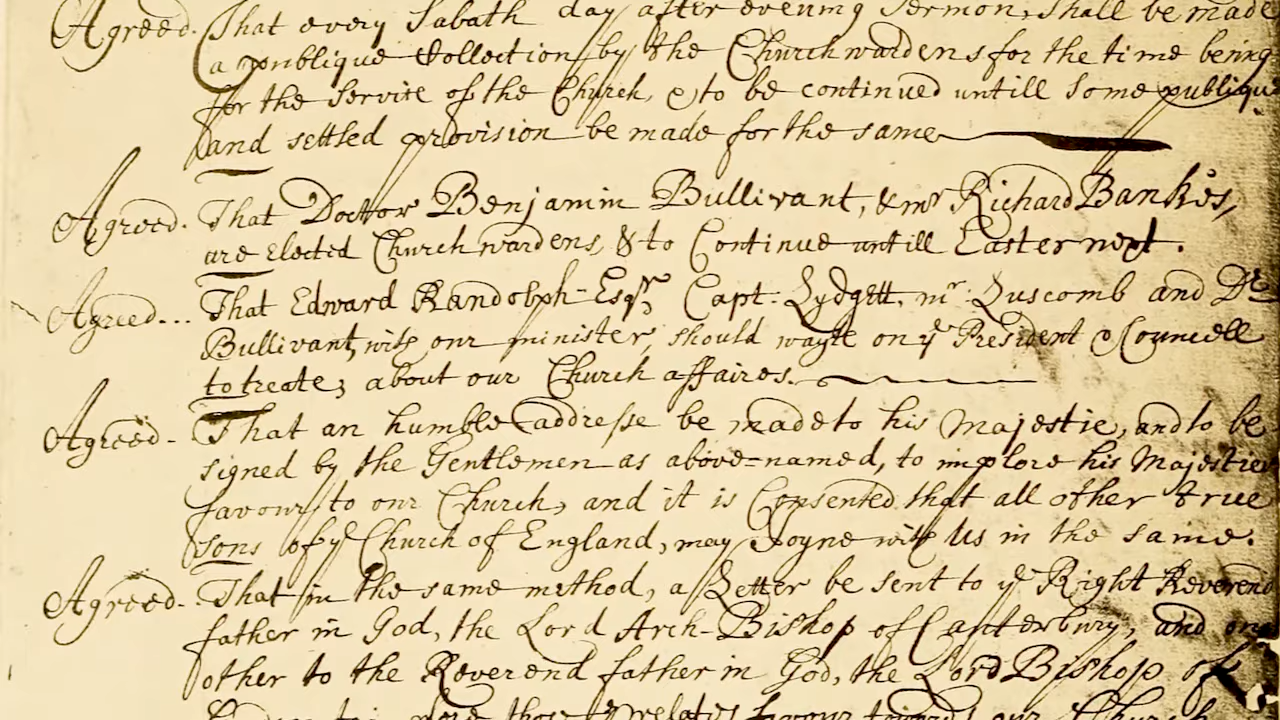 Agreed. That every Sabath day after evening Sermon, shall be made
a publique Collection by the Churchwardens for the time being
for the Service of the Church, & to be continued untill Some publique
and settled provision be made for the same
Agreed. That Doctor Benjamin Bullivant, & mr Richard Bankes,
are Elected Churchwardens, & to Continue untill Easter next.
Agreed... That Edward Randolph Esqr. Capt: Lydgett, mr Luscomb and Dr
Bullivant, with our minister, should wayte on ye President & Councell
to treate, about our Church affaires.
Agreed - That an humble addresse be made to his Majestie, and to be
signed by the Gentlemen as above=named, to implore his Majesties
favour, to our Church, and it is Consented that all other true
sons of ye Church of England, may Joyne with Us in the same.
Agreed - That in the same method, a Letter be sent to ye Right Reverend
father in God, the Lord Arch-Bishop of Canterbury, and one
other to the Reverend father in God, the Lord Bishop of
those Prelates favour towards our Church